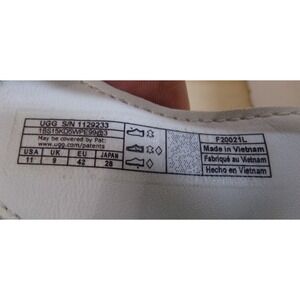 UGG S/N 1129233
May be covered by Pat:
www.ugg.com/patents
USA UK EU JAPAN
11 9 42 28
F20021L
Made in Vietnam
Fabriqué au Vietnam
Hecho en Vietnam